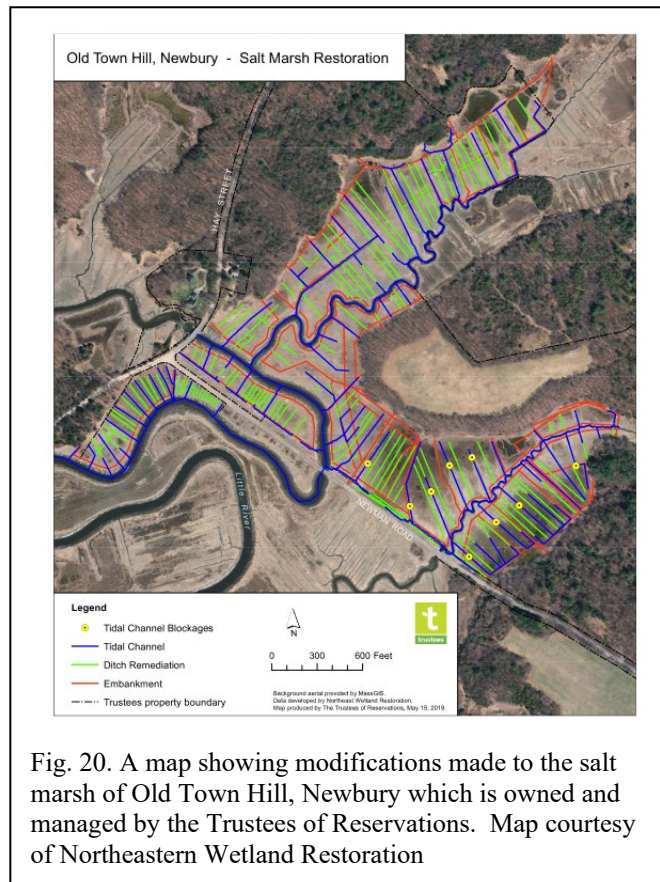 Old Town Hill, Newbury - Salt Marsh Restoration
HAY STREET
Little River
NEWMAN ROAD
Legend
Tidal Channel Blockages
Tidal Channel
Ditch Remediation
Embankment
Trustees property boundary
N
0 300 600 Feet
t
trustees
Background aerial provided by MassGIS.
Data developed by Northeast Wetland Restoration.
Map produced by The Trustees of Reservations, May 15, 2019.
Fig. 20. A map showing modifications made to the salt
marsh of Old Town Hill, Newbury which is owned and
managed by the Trustees of Reservations.  Map courtesy
of Northeastern Wetland Restoration